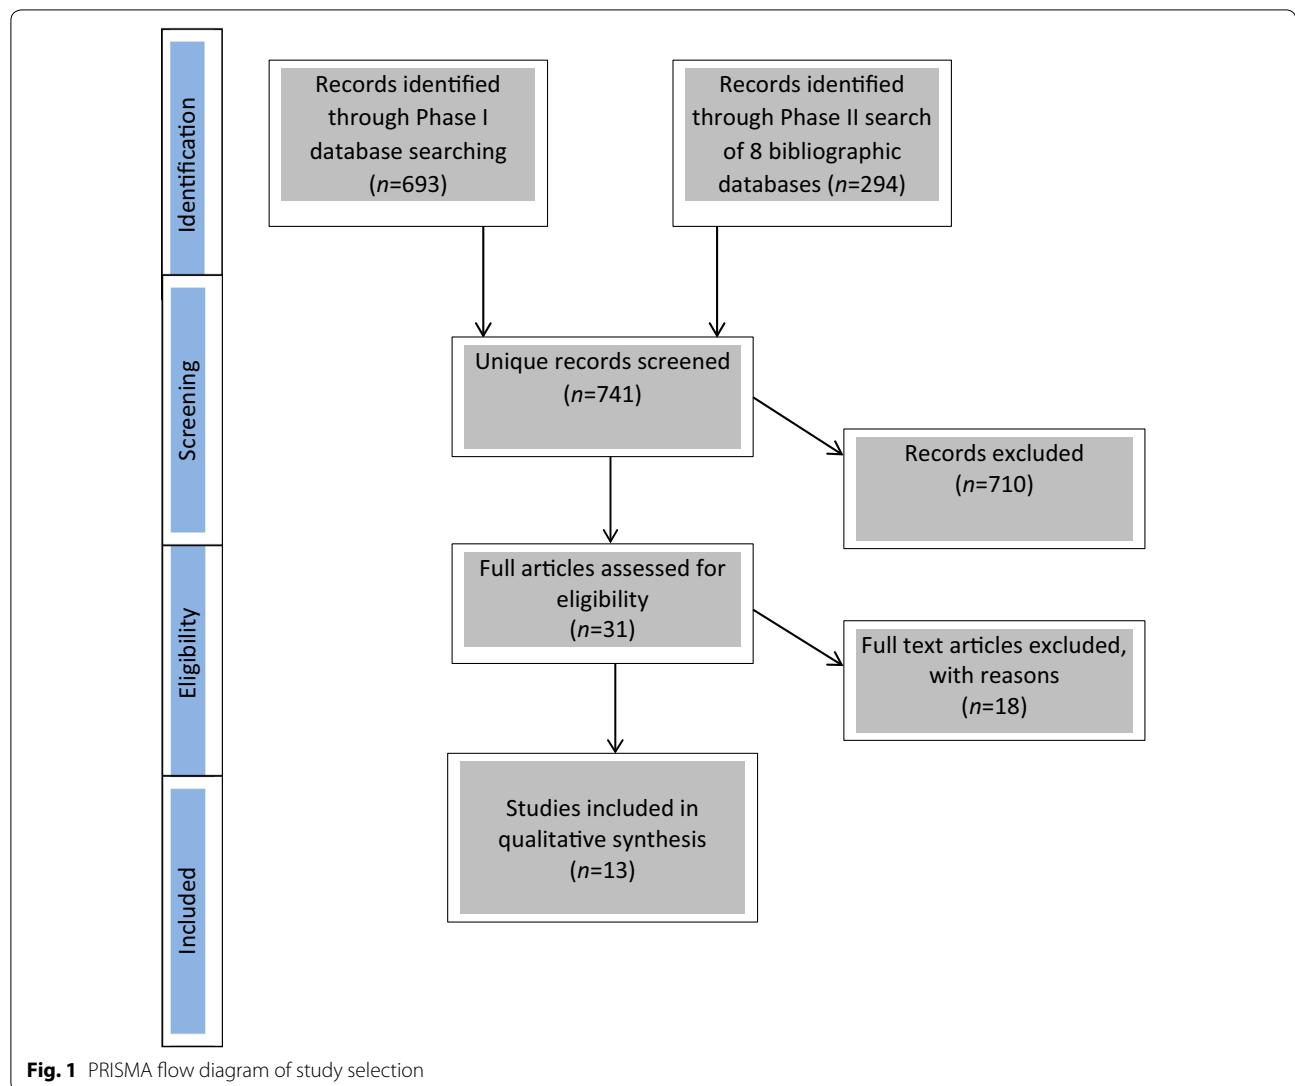 Identification
Records identified
through Phase I
database searching
(n=693)
Records identified
through Phase II search
of 8 bibliographic
databases (n=294)
Screening
Unique records screened
(n=741)
Records excluded
(n=710)
Eligibility
Full articles assessed for
eligibility
(n=31)
Full text articles excluded,
with reasons
(n=18)
Included
Studies included in
qualitative synthesis
(n=13)
Fig. 1 PRISMA flow diagram of study selection